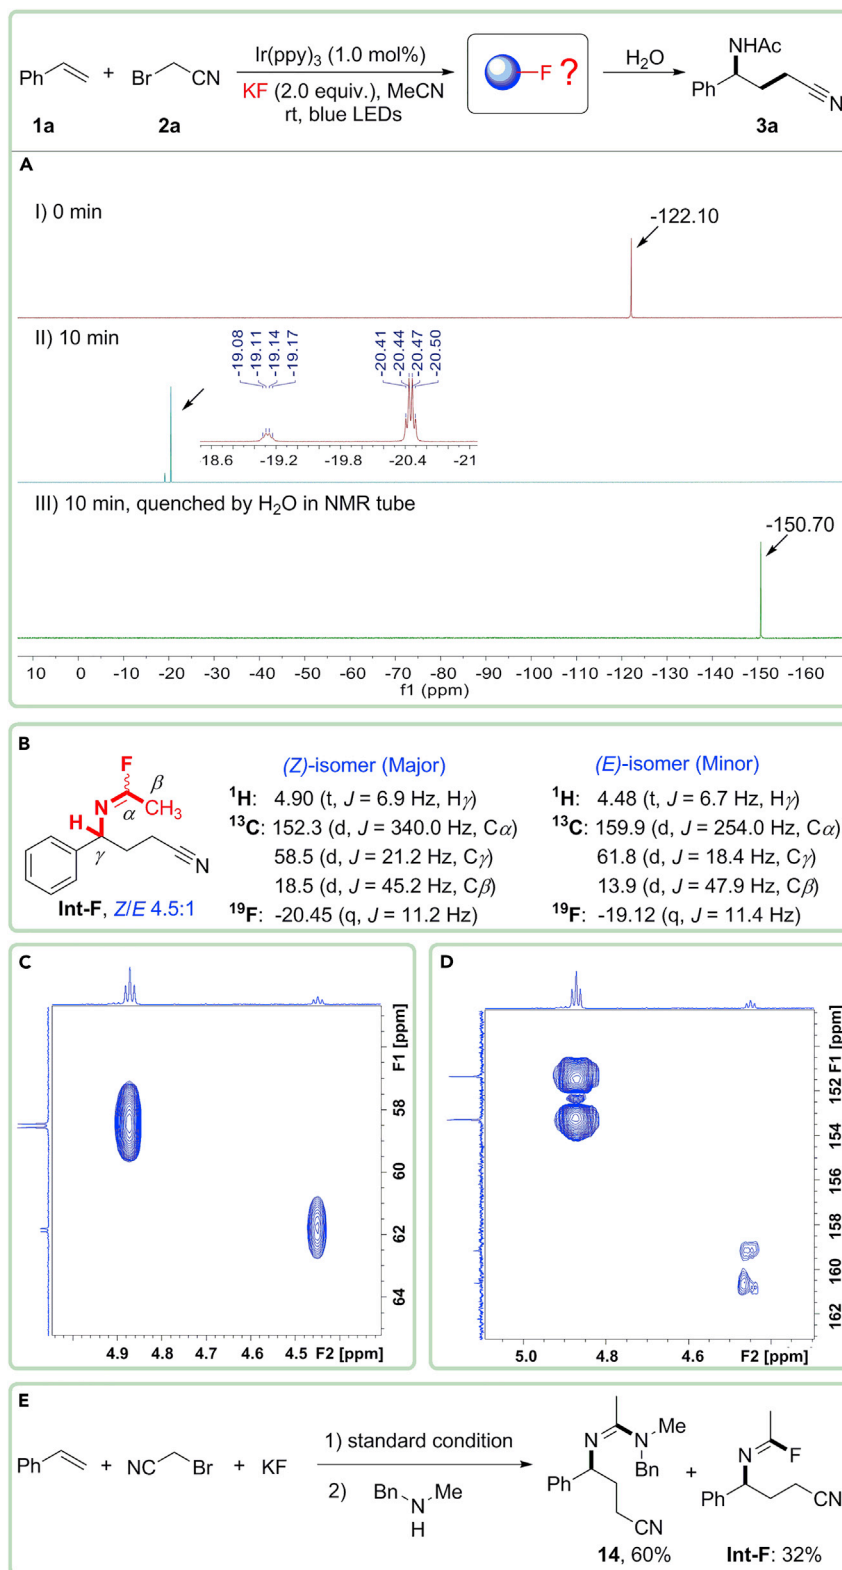 Ir(ppy)₃ (1.0 mol%)
Ph + Br CN
KF (2.0 equiv.), MeCN
rt, blue LEDs
F ?
H₂O
NHAc
Ph
N
1a 2a 3a
A
I) 0 min
-122.10
II) 10 min
-19.08
-19.11
-19.14
-19.17
-20.41
-20.44
-20.47
-20.50
18.6 -19.2 -19.8 -20.4 -21
III) 10 min, quenched by H₂O in NMR tube
-150.70
10 0 -10 -20 -30 -40 -50 -60 -70 -80 -90 -100 -110 -120 -130 -140 -150 -160
f1 (ppm)
B
F
β
N
CH₃
α
H
γ
N
Int-F, Z/E 4.5:1
(Z)-isomer (Major)
¹H: 4.90 (t, J = 6.9 Hz, Hγ)
¹³C: 152.3 (d, J = 340.0 Hz, Cα)
58.5 (d, J = 21.2 Hz, Cγ)
18.5 (d, J = 45.2 Hz, Cβ)
¹⁹F: -20.45 (q, J = 11.2 Hz)
(E)-isomer (Minor)
¹H: 4.48 (t, J = 6.7 Hz, Hγ)
¹³C: 159.9 (d, J = 254.0 Hz, Cα)
61.8 (d, J = 18.4 Hz, Cγ)
13.9 (d, J = 47.9 Hz, Cβ)
¹⁹F: -19.12 (q, J = 11.4 Hz)
C
F1 [ppm]
58
60
62
64
4.9 4.8 4.7 4.6 4.5 F2 [ppm]
D
F1 [ppm]
152
154
156
158
160
162
5.0 4.8 4.6 F2 [ppm]
E
Ph + NC Br + KF
1) standard condition
2) Bn N Me
H
N N Me
Bn
Ph
CN
14, 60%
+
N F
Ph
CN
Int-F: 32%